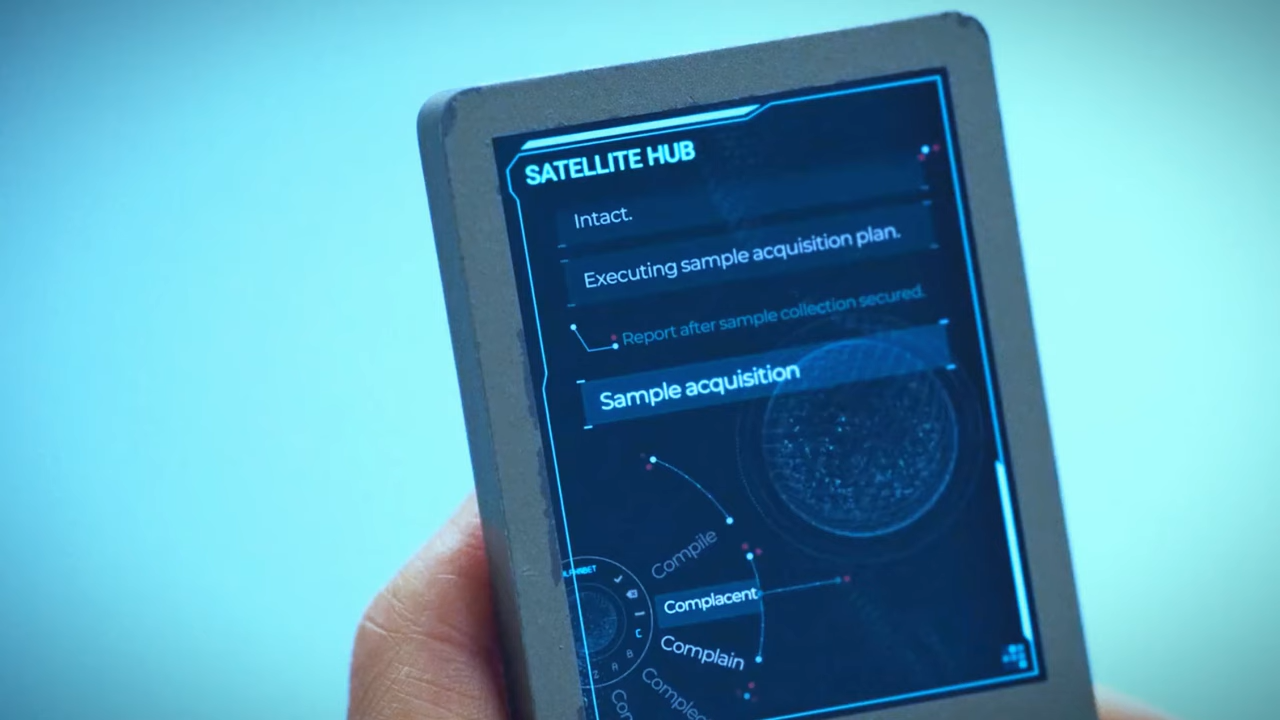 SATELLITE HUB
Intact.
Executing sample acquisition plan.
Report after sample collection secured.
Sample acquisition
Compile
Complacent
Complain
C
B
A
Z